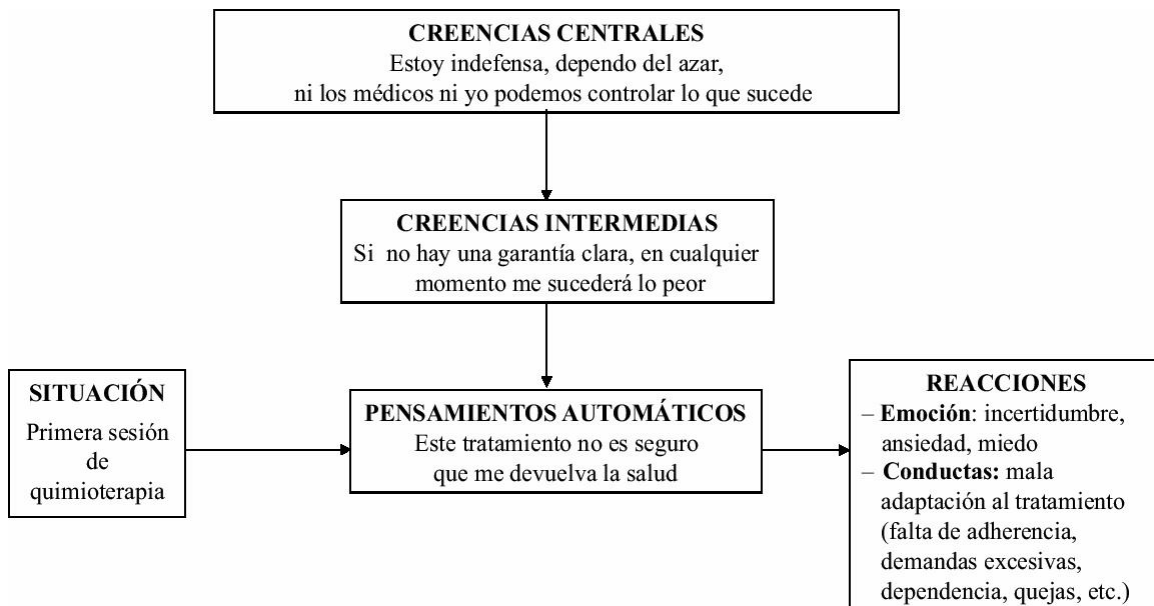 CREENCIAS CENTRALES
Estoy indefensa, dependo del azar,
ni los médicos ni yo podemos controlar lo que sucede
CREENCIAS INTERMEDIAS
Si no hay una garantía clara, en cualquier
momento me sucederá lo peor
SITUACIÓN
Primera sesión
de
quimioterapia
PENSAMIENTOS AUTOMÁTICOS
Este tratamiento no es seguro
que me devuelva la salud
REACCIONES
– Emoción: incertidumbre,
ansiedad, miedo
– Conductas: mala
adaptación al tratamiento
(falta de adherencia,
demandas excesivas,
dependencia, quejas, etc.)